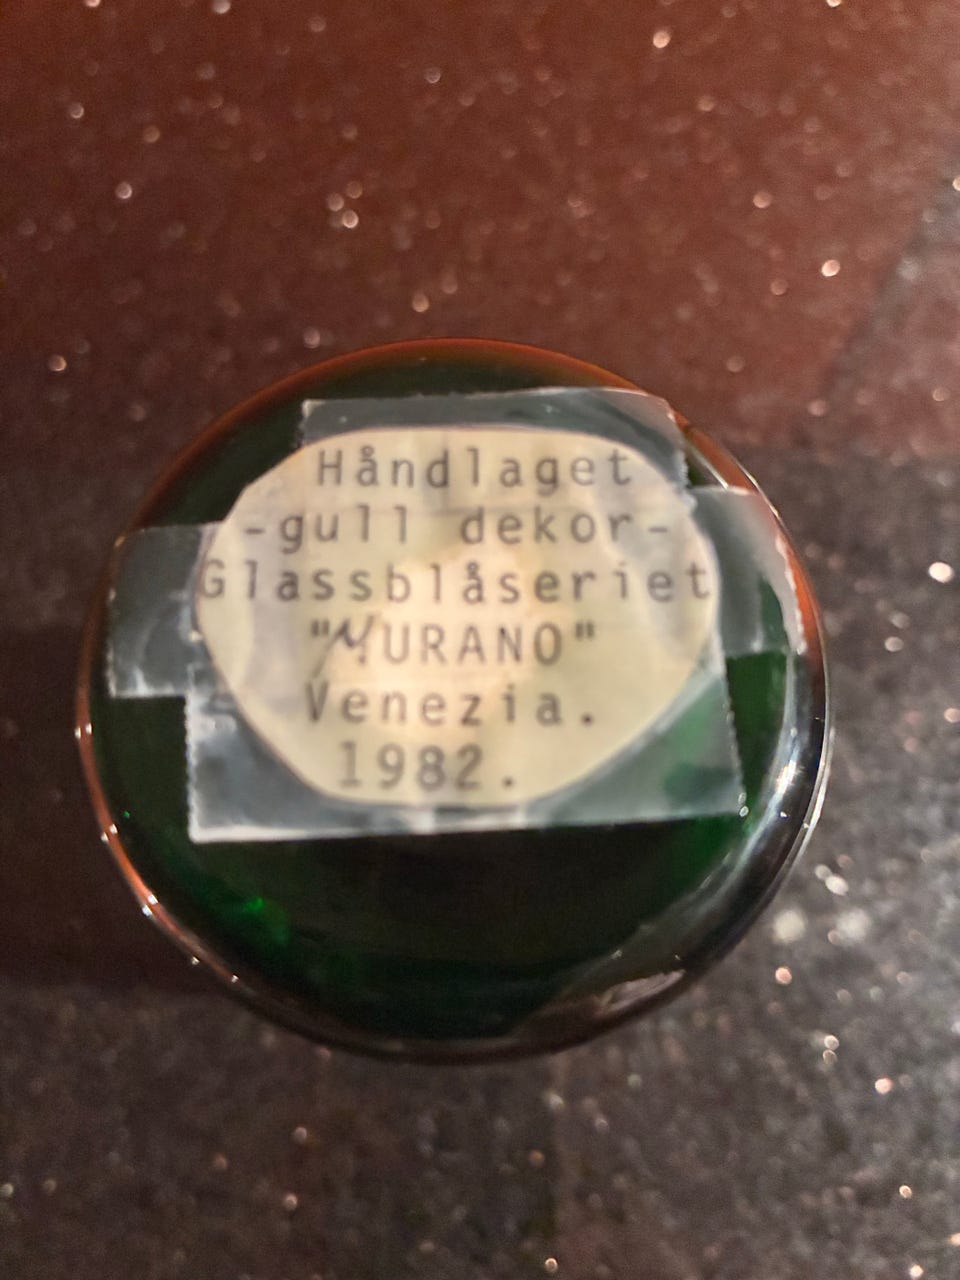 Håndlaget
-gull dekor-
Glassblåseriet
"MURANO"
Venezia.
1982.